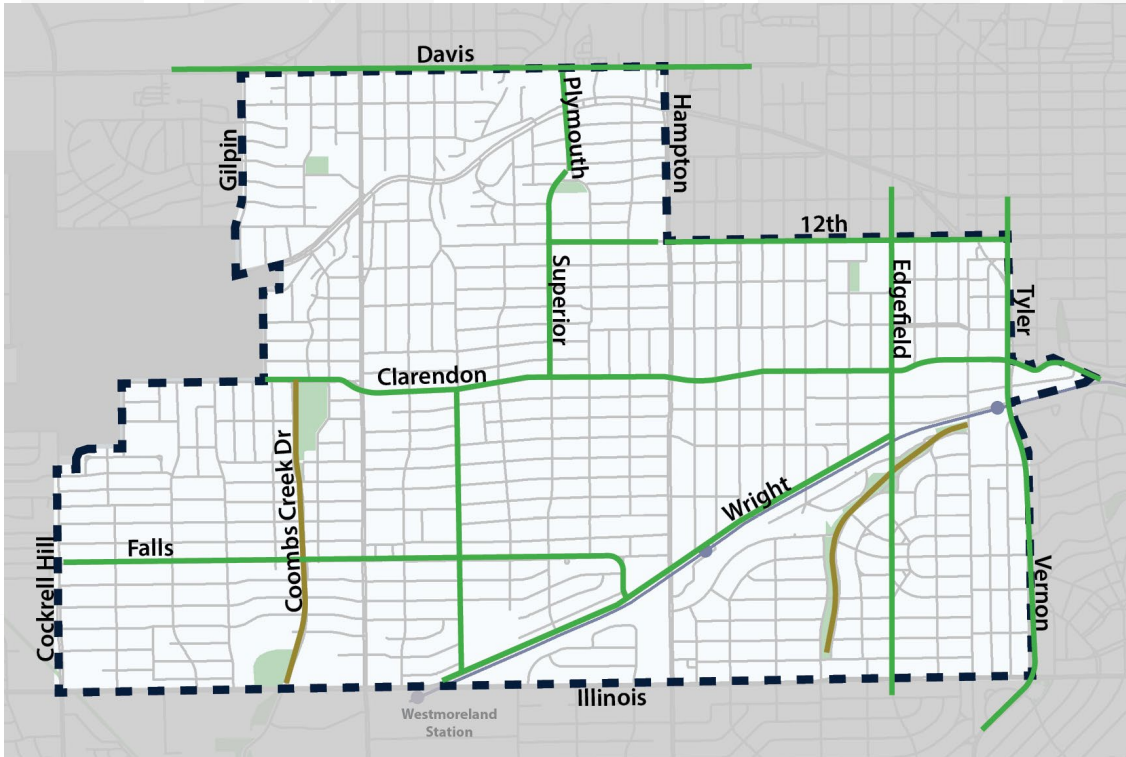 Davis
Plymouth
Hampton
Gilpin
12th
Superior
Edgefield
Tyler
Clarendon
Coombs Creek Dr
Wright
Falls
Cockrell Hill
Vernon
Illinois
Westmoreland
Station